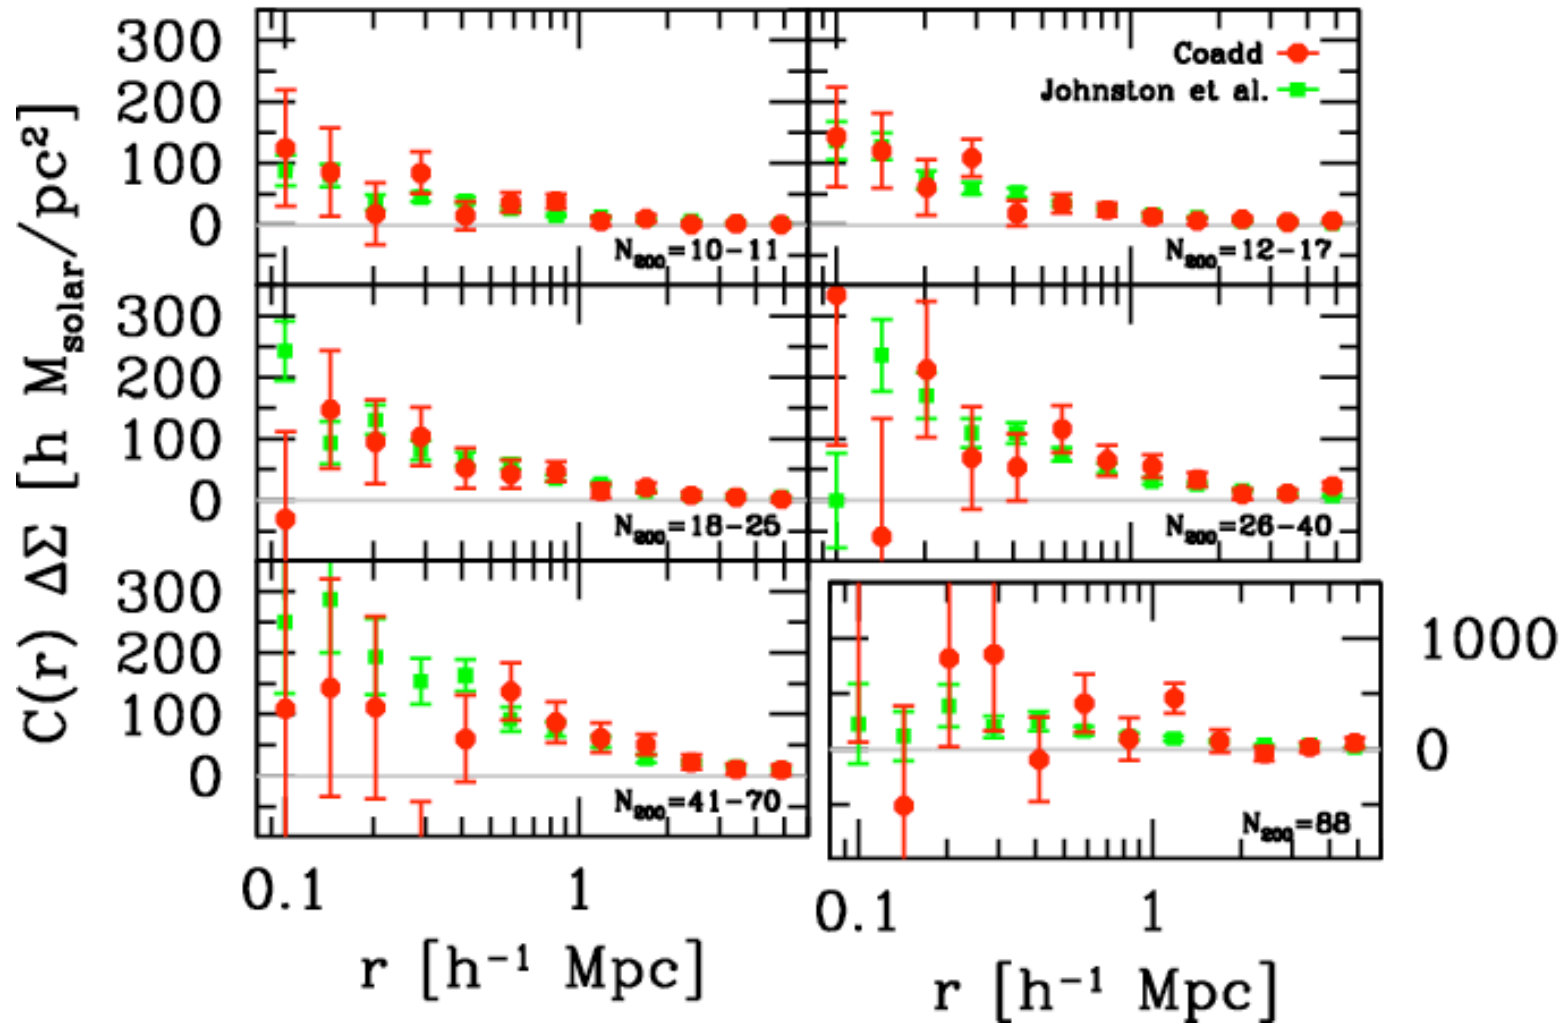 C(r) ΔΣ [h M_solar/pc²]
300
200
100
0
N₂₀₀=10-11
Coadd
Johnston et al.
N₂₀₀=12-17
300
200
100
0
N₂₀₀=18-25
N₂₀₀=26-40
300
200
100
0
N₂₀₀=41-70
1000
0
N₂₀₀=88
0.1 1
0.1 1
r [h⁻¹ Mpc]
r [h⁻¹ Mpc]